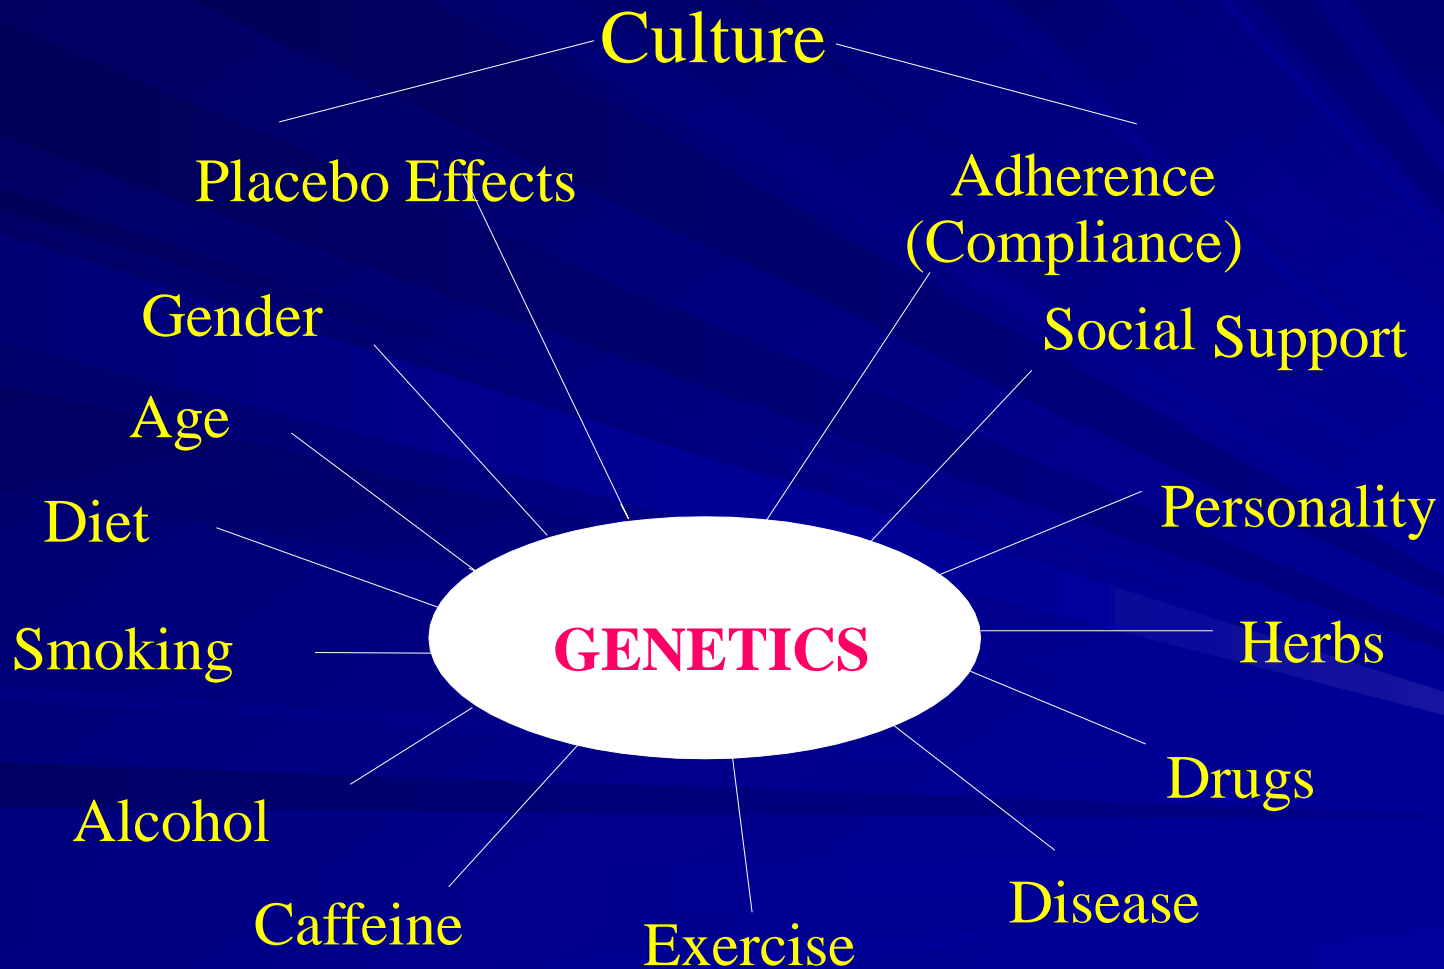 Culture
Placebo Effects
Adherence
(Compliance)
Gender
Social Support
Age
Diet
Personality
Smoking
GENETICS
Herbs
Alcohol
Drugs
Caffeine
Exercise
Disease